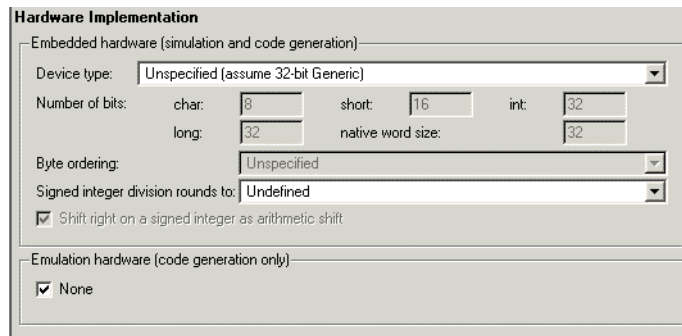 Hardware Implementation
Embedded hardware (simulation and code generation)
Device type: Unspecified (assume 32-bit Generic)
Number of bits: char: 8 short: 16 int: 32
long: 32 native word size: 32
Byte ordering: Unspecified
Signed integer division rounds to: Undefined
Shift right on a signed integer as arithmetic shift
Emulation hardware (code generation only)
None